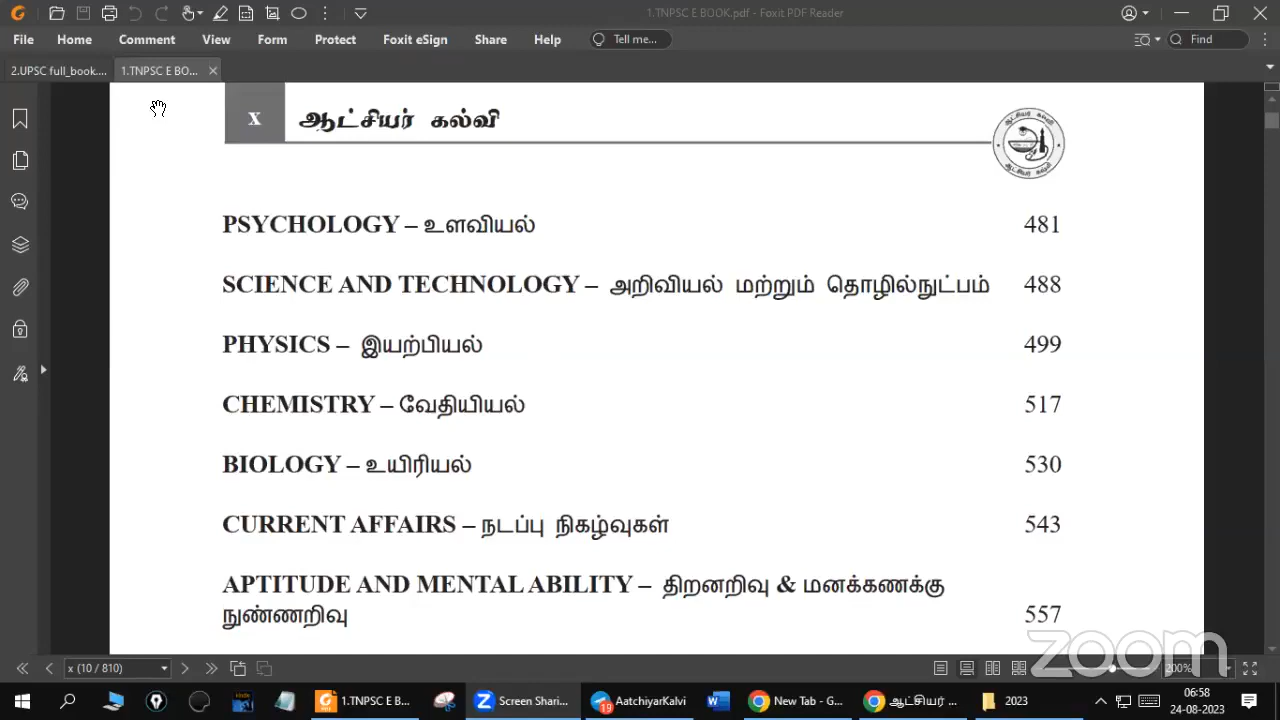 1.TNPSC E BOOK.pdf - Foxit PDF Reader
File Home Comment View Form Protect Foxit eSign Share Help Tell me... Find
2.UPSC full_book.... 1.TNPSC E BO...
x ஆட்சியர் கல்வி
PSYCHOLOGY – உளவியல் 481
SCIENCE AND TECHNOLOGY – அறிவியல் மற்றும் தொழில்நுட்பம் 488
PHYSICS – இயற்பியல் 499
CHEMISTRY – வேதியியல் 517
BIOLOGY – உயிரியல் 530
CURRENT AFFAIRS – நடப்பு நிகழ்வுகள் 543
APTITUDE AND MENTAL ABILITY – திறனறிவு & மனக்கணக்கு
நுண்ணறிவு 557
zoom
x (10 / 810) 200%
1.TNPSC E B... Screen Shari... 19 AatchiyarKalvi New Tab - G... ஆட்சியர் ... 2023 06:58
24-08-2023